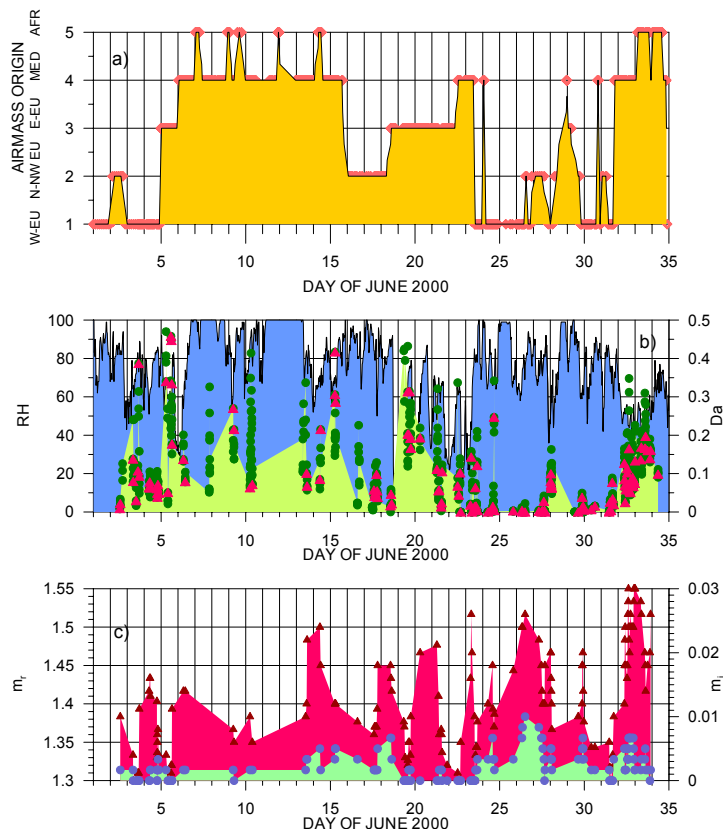 AIRMASS ORIGIN
W-EU N-NW EU E-EU MED AFR
5
4
3
2
1
a)
5 10 15 20 25 30 35
DAY OF JUNE 2000
RH
100
80
60
40
20
0
b)
0.5
0.4
0.3
0.2
0.1
0
Da
5 10 15 20 25 30 35
DAY OF JUNE 2000
mr
1.55
1.5
1.45
1.4
1.35
1.3
c)
0.03
0.02
0.01
0
mi
5 10 15 20 25 30 35
DAY OF JUNE 2000